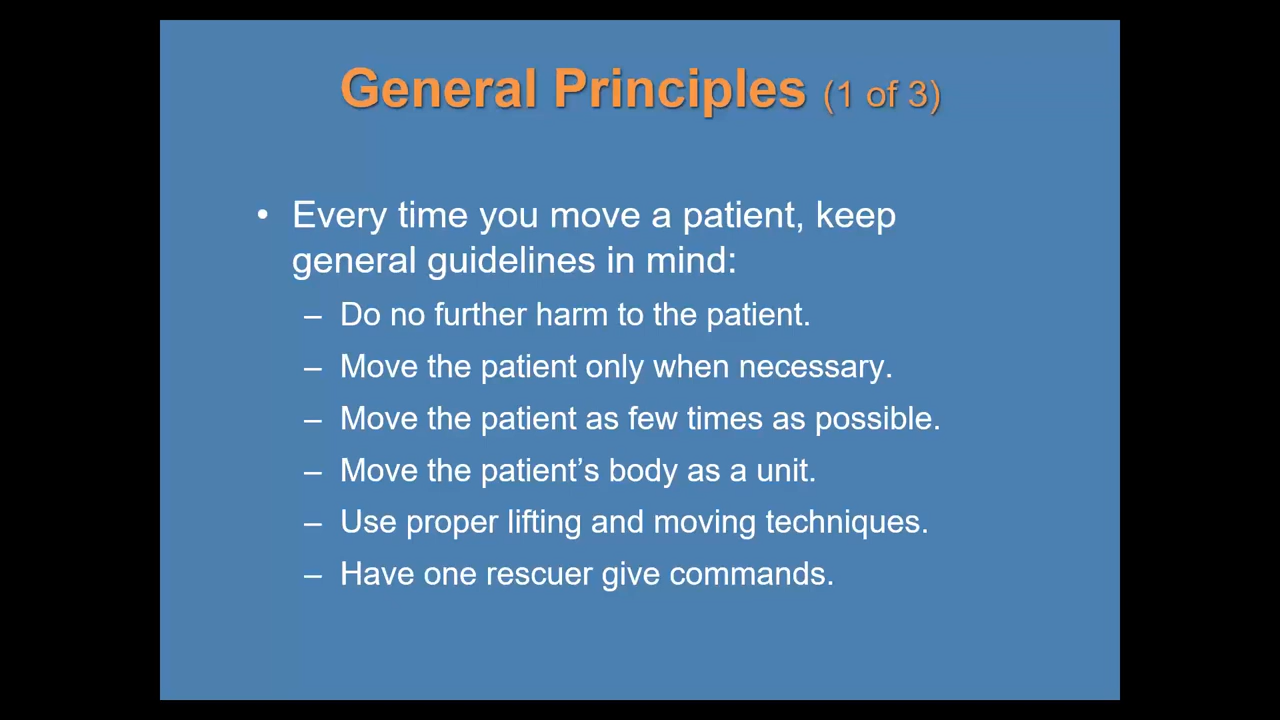 General Principles (1 of 3)
• Every time you move a patient, keep
general guidelines in mind:
– Do no further harm to the patient.
– Move the patient only when necessary.
– Move the patient as few times as possible.
– Move the patient’s body as a unit.
– Use proper lifting and moving techniques.
– Have one rescuer give commands.